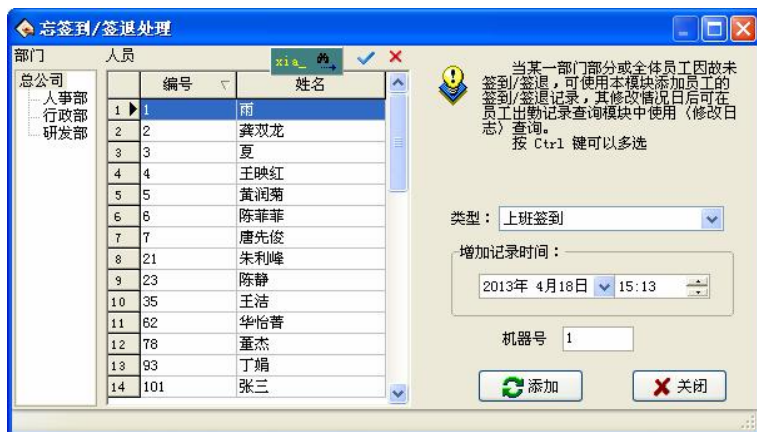 忘签到/签退处理
部门
人员
xia_
总公司
人事部
行政部
研发部
编号 姓名
1 1 雨
2 2 龚双龙
3 3 夏
4 4 王映红
5 5 黄润菊
6 6 陈菲菲
7 7 唐先俊
8 21 朱利峰
9 23 陈静
10 35 王洁
11 62 华怡菁
12 78 董杰
13 93 丁娟
14 101 张三
当某一部门部分或全体员工因故未
签到/签退，可使用本模块添加员工的
签到/签退记录，其修改情况日后可在
员工出勤记录查询模块中使用〈修改日
志〉查询。
按 Ctrl 键可以多选
类型： 上班签到
增加记录时间：
2013年 4月18日 15:13
机器号 1
添加 关闭